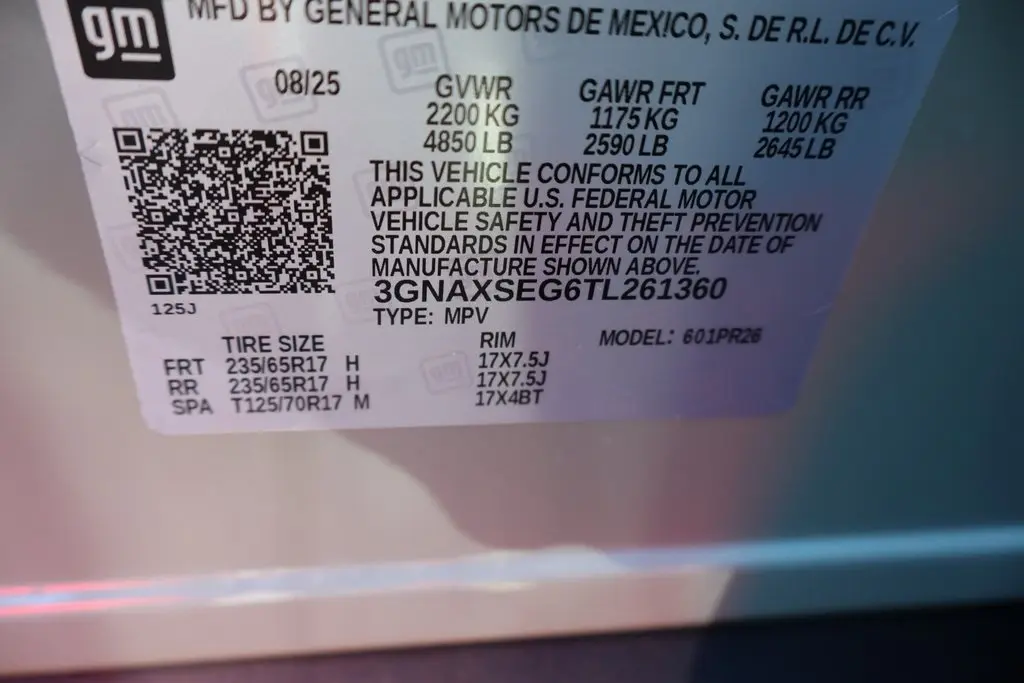 gm
MFD BY GENERAL MOTORS DE MEXICO, S. DE R.L. DE C.V.
08/25 GVWR GAWR FRT GAWR RR
2200 KG 1175 KG 1200 KG
4850 LB 2590 LB 2645 LB
THIS VEHICLE CONFORMS TO ALL
APPLICABLE U.S. FEDERAL MOTOR
VEHICLE SAFETY AND THEFT PREVENTION
STANDARDS IN EFFECT ON THE DATE OF
MANUFACTURE SHOWN ABOVE.
3GNAXSEG6TL261360
125J
TYPE: MPV
TIRE SIZE RIM MODEL: 601PR26
FRT 235/65R17 H 17X7.5J
RR 235/65R17 H 17X7.5J
SPA T125/70R17 M 17X4BT